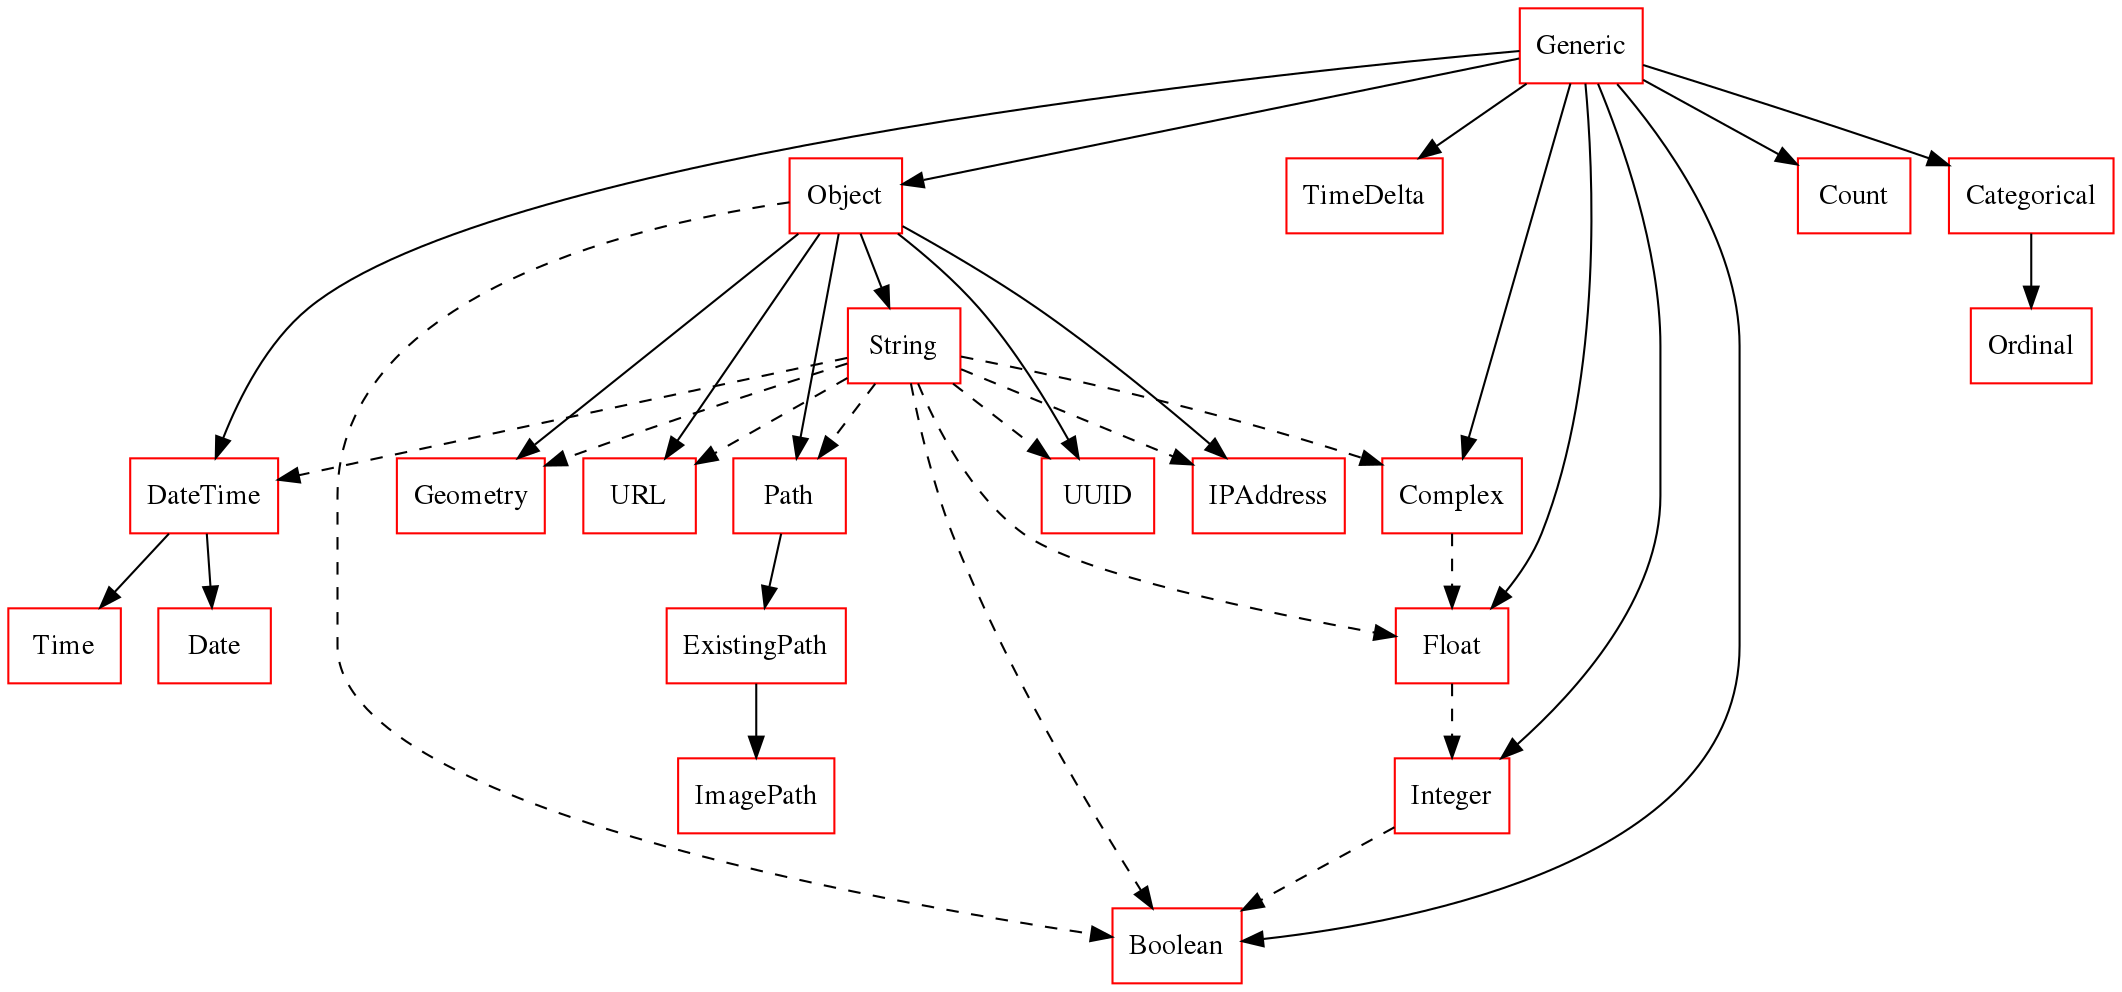 Generic
Object
TimeDelta
Count
Categorical
String
Ordinal
DateTime
Geometry
URL
Path
UUID
IPAddress
Complex
Time
Date
ExistingPath
Float
ImagePath
Integer
Boolean